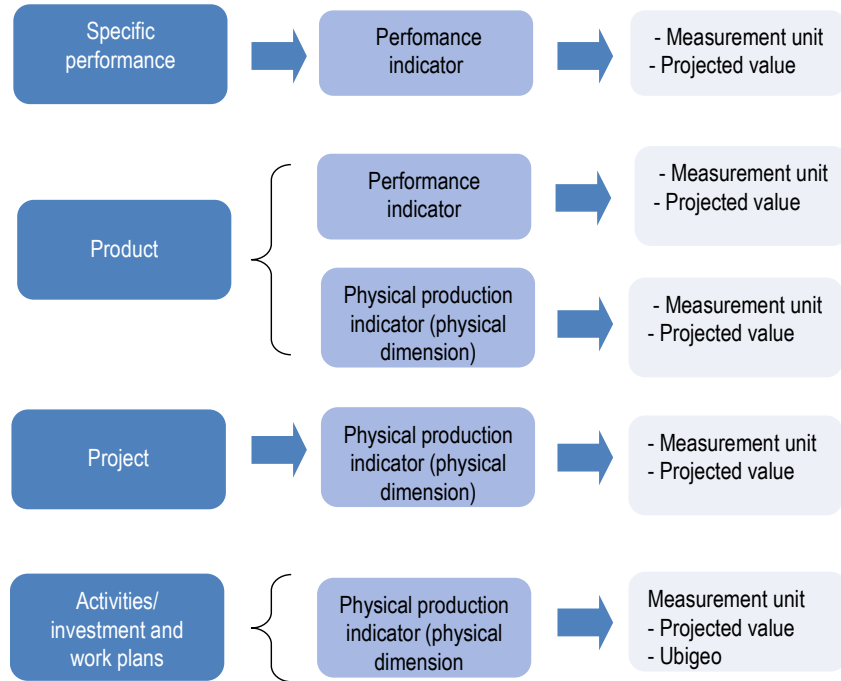 Specific
performance
Perfomance
indicator
- Measurement unit
- Projected value
Product
Performance
indicator
- Measurement unit
- Projected value
Physical production
indicator (physical
dimension)
- Measurement unit
- Projected value
Project
Physical production
indicator (physical
dimension)
- Measurement unit
- Projected value
Activities/
investment and
work plans
Physical production
indicator (physical
dimension
Measurement unit
- Projected value
- Ubigeo